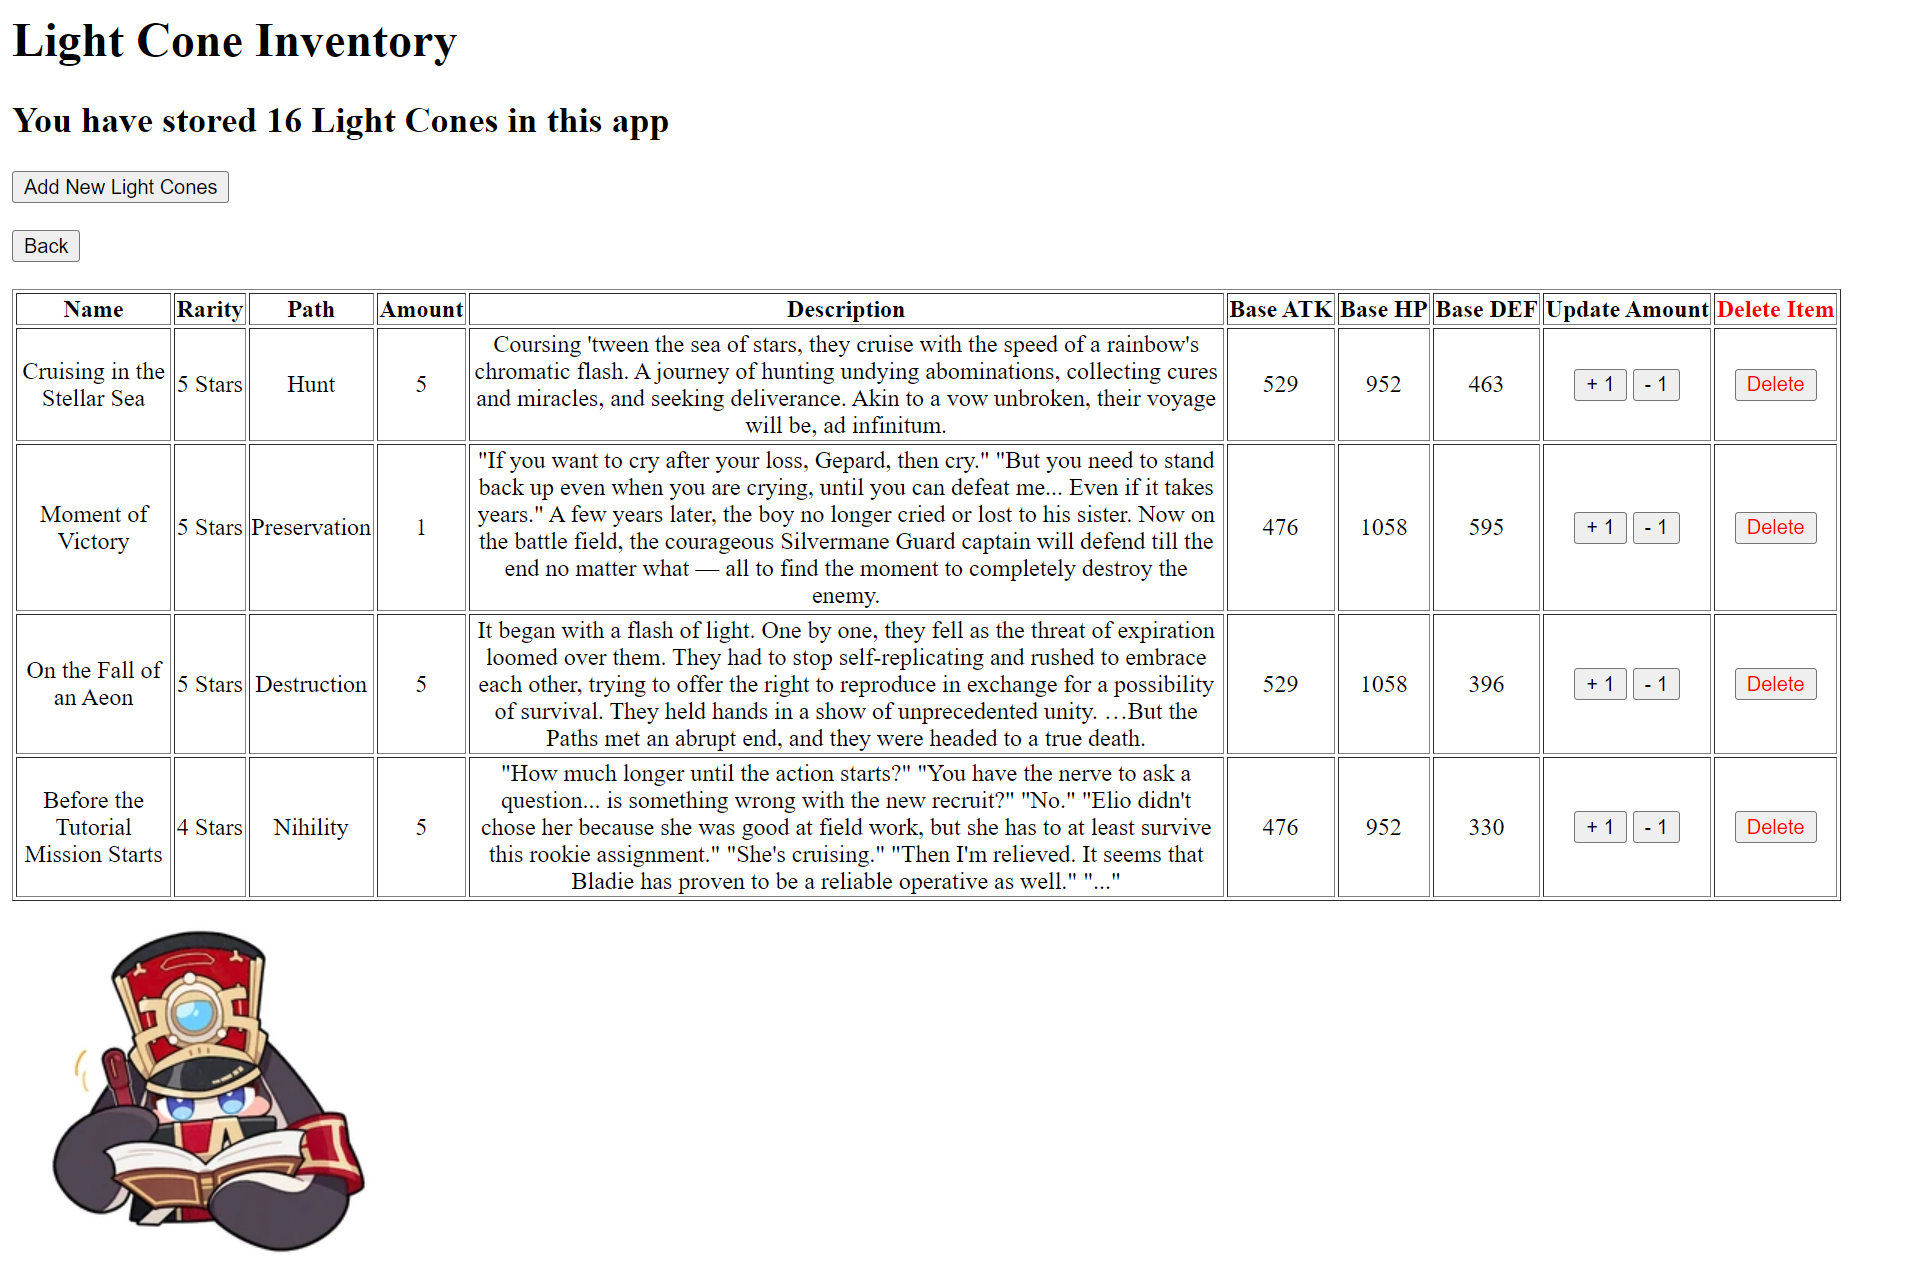 Light Cone Inventory
You have stored 16 Light Cones in this app
Add New Light Cones
Back
Name Rarity Path Amount Description Base ATK Base HP Base DEF Update Amount Delete Item
Cruising in the
Stellar Sea
5 Stars
Hunt
5
Coursing 'tween the sea of stars, they cruise with the speed of a rainbow's
chromatic flash. A journey of hunting undying abominations, collecting cures
and miracles, and seeking deliverance. Akin to a vow unbroken, their voyage
will be, ad infinitum.
529
952
463
+ 1 - 1
Delete
Moment of
Victory
5 Stars
Preservation
1
"If you want to cry after your loss, Gepard, then cry." "But you need to stand
back up even when you are crying, until you can defeat me... Even if it takes
years." A few years later, the boy no longer cried or lost to his sister. Now on
the battle field, the courageous Silvermane Guard captain will defend till the
end no matter what — all to find the moment to completely destroy the
enemy.
476
1058
595
+ 1 - 1
Delete
On the Fall of
an Aeon
5 Stars
Destruction
5
It began with a flash of light. One by one, they fell as the threat of expiration
loomed over them. They had to stop self-replicating and rushed to embrace
each other, trying to offer the right to reproduce in exchange for a possibility
of survival. They held hands in a show of unprecedented unity. …But the
Paths met an abrupt end, and they were headed to a true death.
529
1058
396
+ 1 - 1
Delete
Before the
Tutorial
Mission Starts
4 Stars
Nihility
5
"How much longer until the action starts?" "You have the nerve to ask a
question... is something wrong with the new recruit?" "No." "Elio didn't
chose her because she was good at field work, but she has to at least survive
this rookie assignment." "She's cruising." "Then I'm relieved. It seems that
Bladie has proven to be a reliable operative as well." "..."
476
952
330
+ 1 - 1
Delete